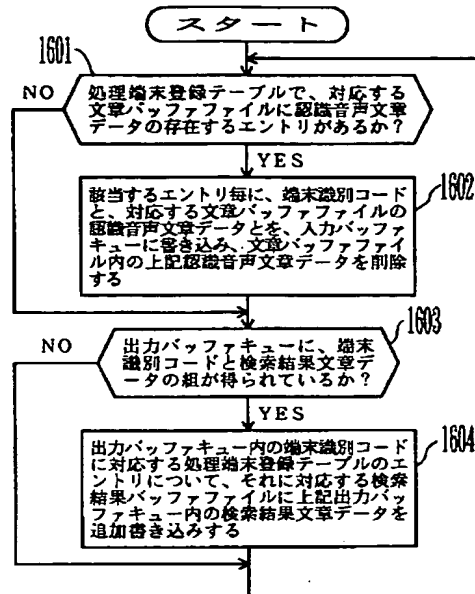 スタート
1601
処理端末登録テーブルで、対応する
文章バッファファイルに認識音声文章
データの存在するエントリがあるか?
NO
YES
1602
該当するエントリ毎に、端末識別コード
と、対応する文章バッファファイルの
認識音声文章データとを、入力バッファ
キューに書き込み、文章バッファファイ
ル内の上記認識音声文章データを削除
する
1603
出力バッファキューに、端末
識別コードと検索結果文章デ
ータの組が得られているか?
NO
YES
1604
出力バッファキュー内の端末識別コード
に対応する処理端末登録テーブルのエ
ントリについて、それに対応する検索
結果バッファファイルに上記出力バッ
ファキュー内の検索結果文章データを
追加書き込みする